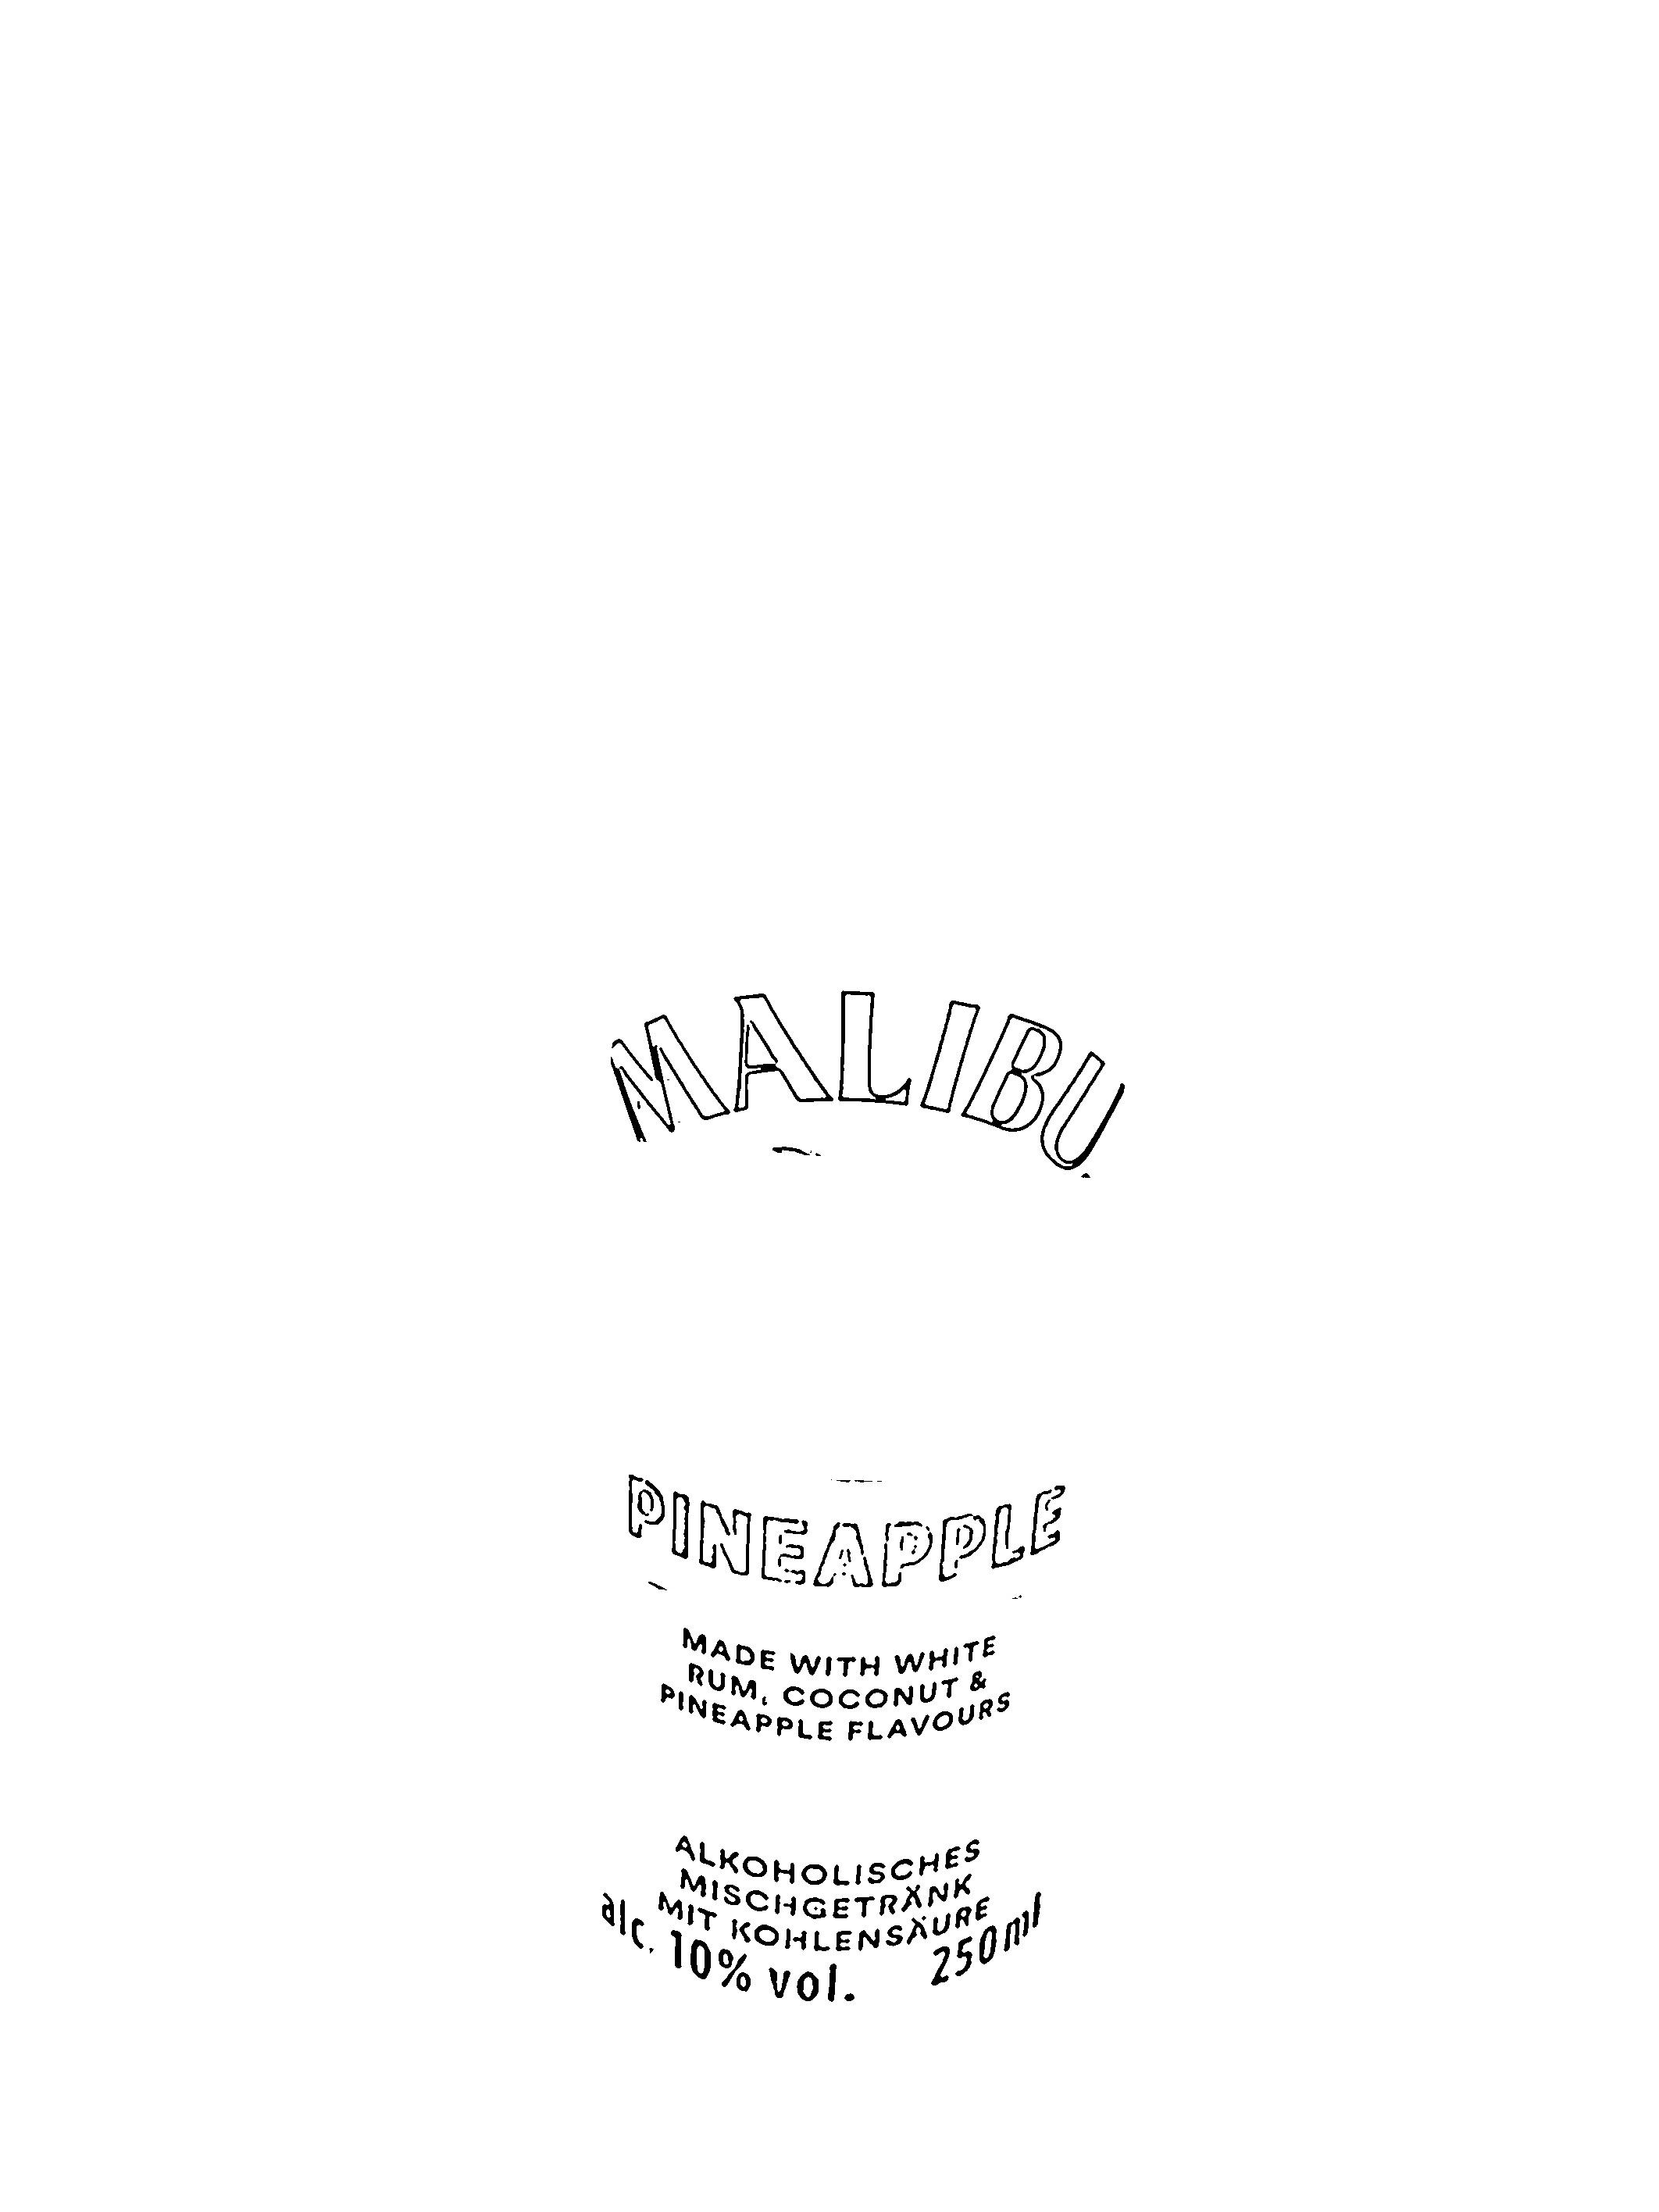 MALIBU
PINEAPPLE
MADE WITH WHITE
RUM, COCONUT &
PINEAPPLE FLAVOURS
ALKOHOLISCHES
MISCHGETRÄNK
MIT KOHLENSÄURE
alc. 10% vol. 250ml